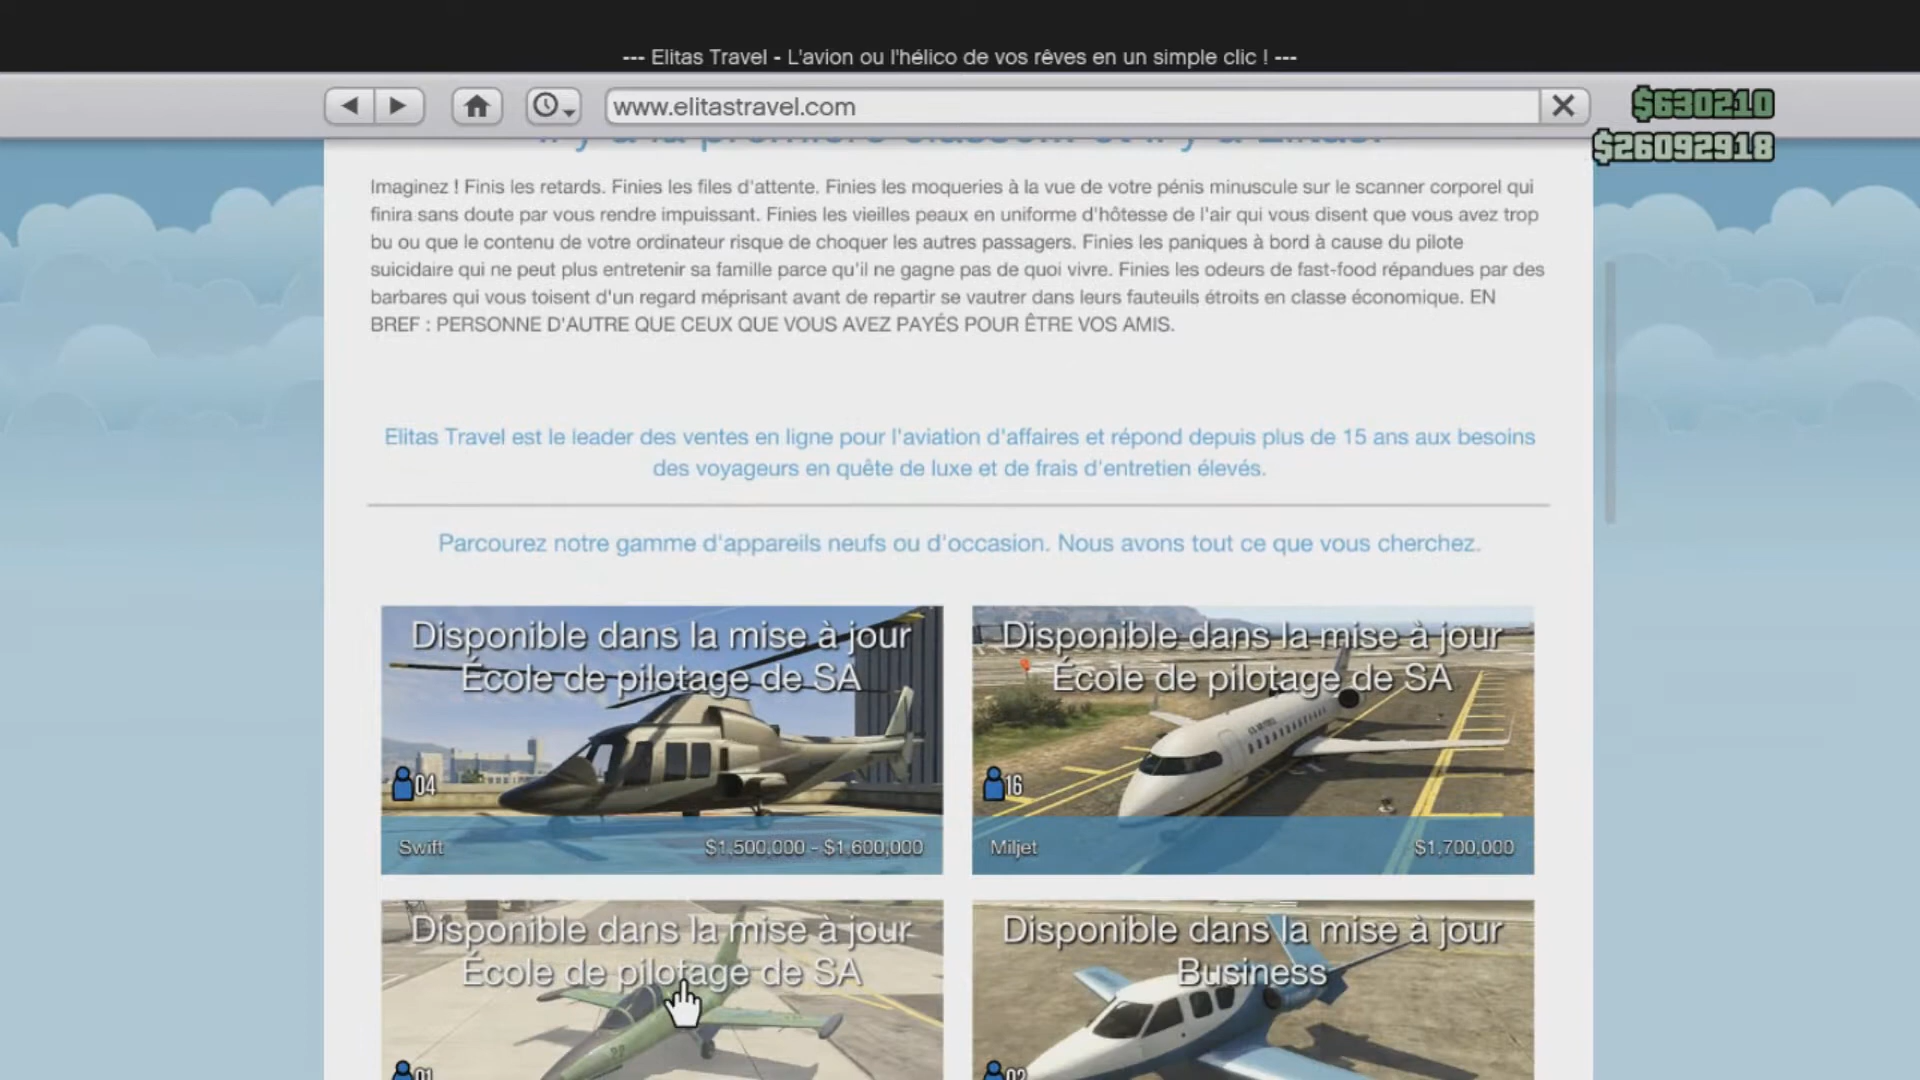 --- Elitas Travel - L'avion ou l'hélico de vos rêves en un simple clic ! ---
www.elitastravel.com
$630210
$26092918
Il y a la première classe... et il y a Elitas.
Imaginez ! Finis les retards. Finies les files d'attente. Finies les moqueries à la vue de votre pénis minuscule sur le scanner corporel qui
finira sans doute par vous rendre impuissant. Finies les vieilles peaux en uniforme d'hôtesse de l'air qui vous disent que vous avez trop
bu ou que le contenu de votre ordinateur risque de choquer les autres passagers. Finies les paniques à bord à cause du pilote
suicidaire qui ne peut plus entretenir sa famille parce qu'il ne gagne pas de quoi vivre. Finies les odeurs de fast-food répandues par des
barbares qui vous toisent d'un regard méprisant avant de repartir se vautrer dans leurs fauteuils étroits en classe économique. EN
BREF : PERSONNE D'AUTRE QUE CEUX QUE VOUS AVEZ PAYÉS POUR ÊTRE VOS AMIS.
Elitas Travel est le leader des ventes en ligne pour l'aviation d'affaires et répond depuis plus de 15 ans aux besoins
des voyageurs en quête de luxe et de frais d'entretien élevés.
Parcourez notre gamme d'appareils neufs ou d'occasion. Nous avons tout ce que vous cherchez.
Disponible dans la mise à jour
École de pilotage de SA
04
Swift $1,500,000 - $1,600,000
Disponible dans la mise à jour
École de pilotage de SA
16
Miljet $1,700,000
Disponible dans la mise à jour
École de pilotage de SA
01
Disponible dans la mise à jour
Business
02